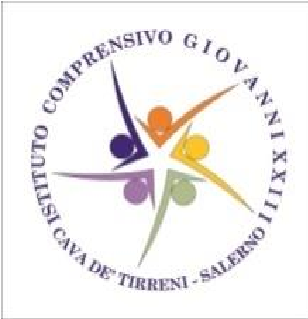 ISTITUTO COMPRENSIVO GIOVANNI XXIII
CAVA DE' TIRRENI - SALERNO